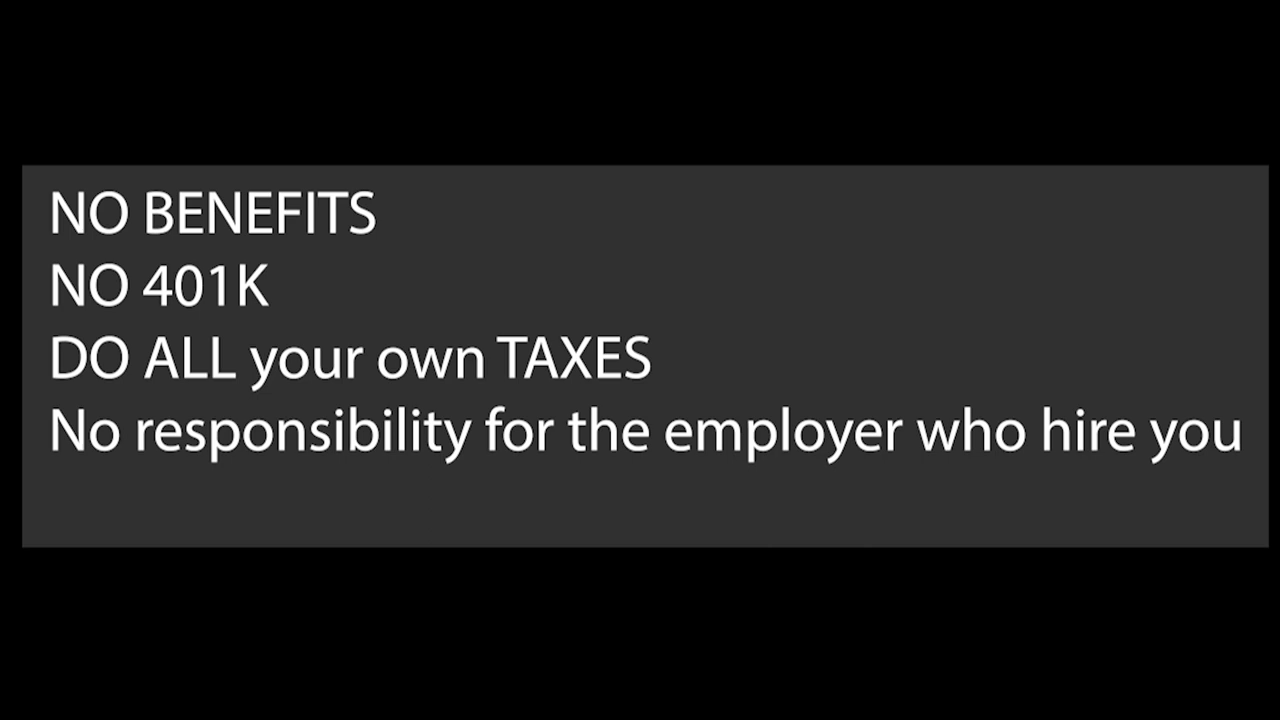 NO BENEFITS
NO 401K
DO ALL your own TAXES
No responsibility for the employer who hire you